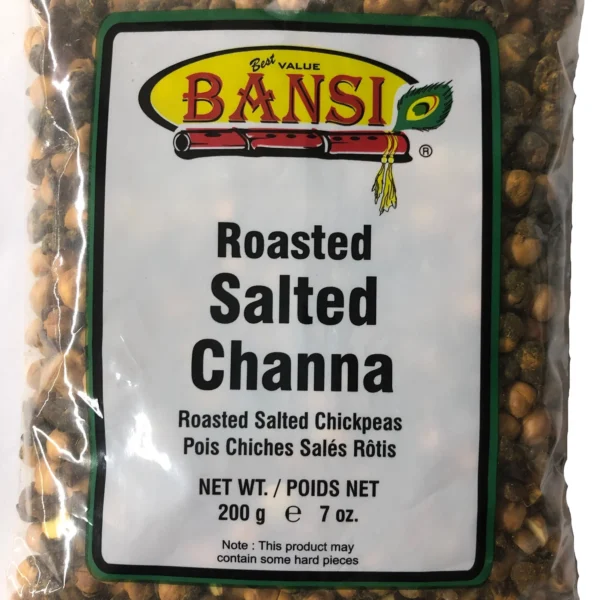 Best VALUE
BANSI
®
Roasted
Salted
Channa
Roasted Salted Chickpeas
Pois Chiches Salés Rôtis
NET WT. / POIDS NET
200 g ℮ 7 oz.
Note : This product may
contain some hard pieces